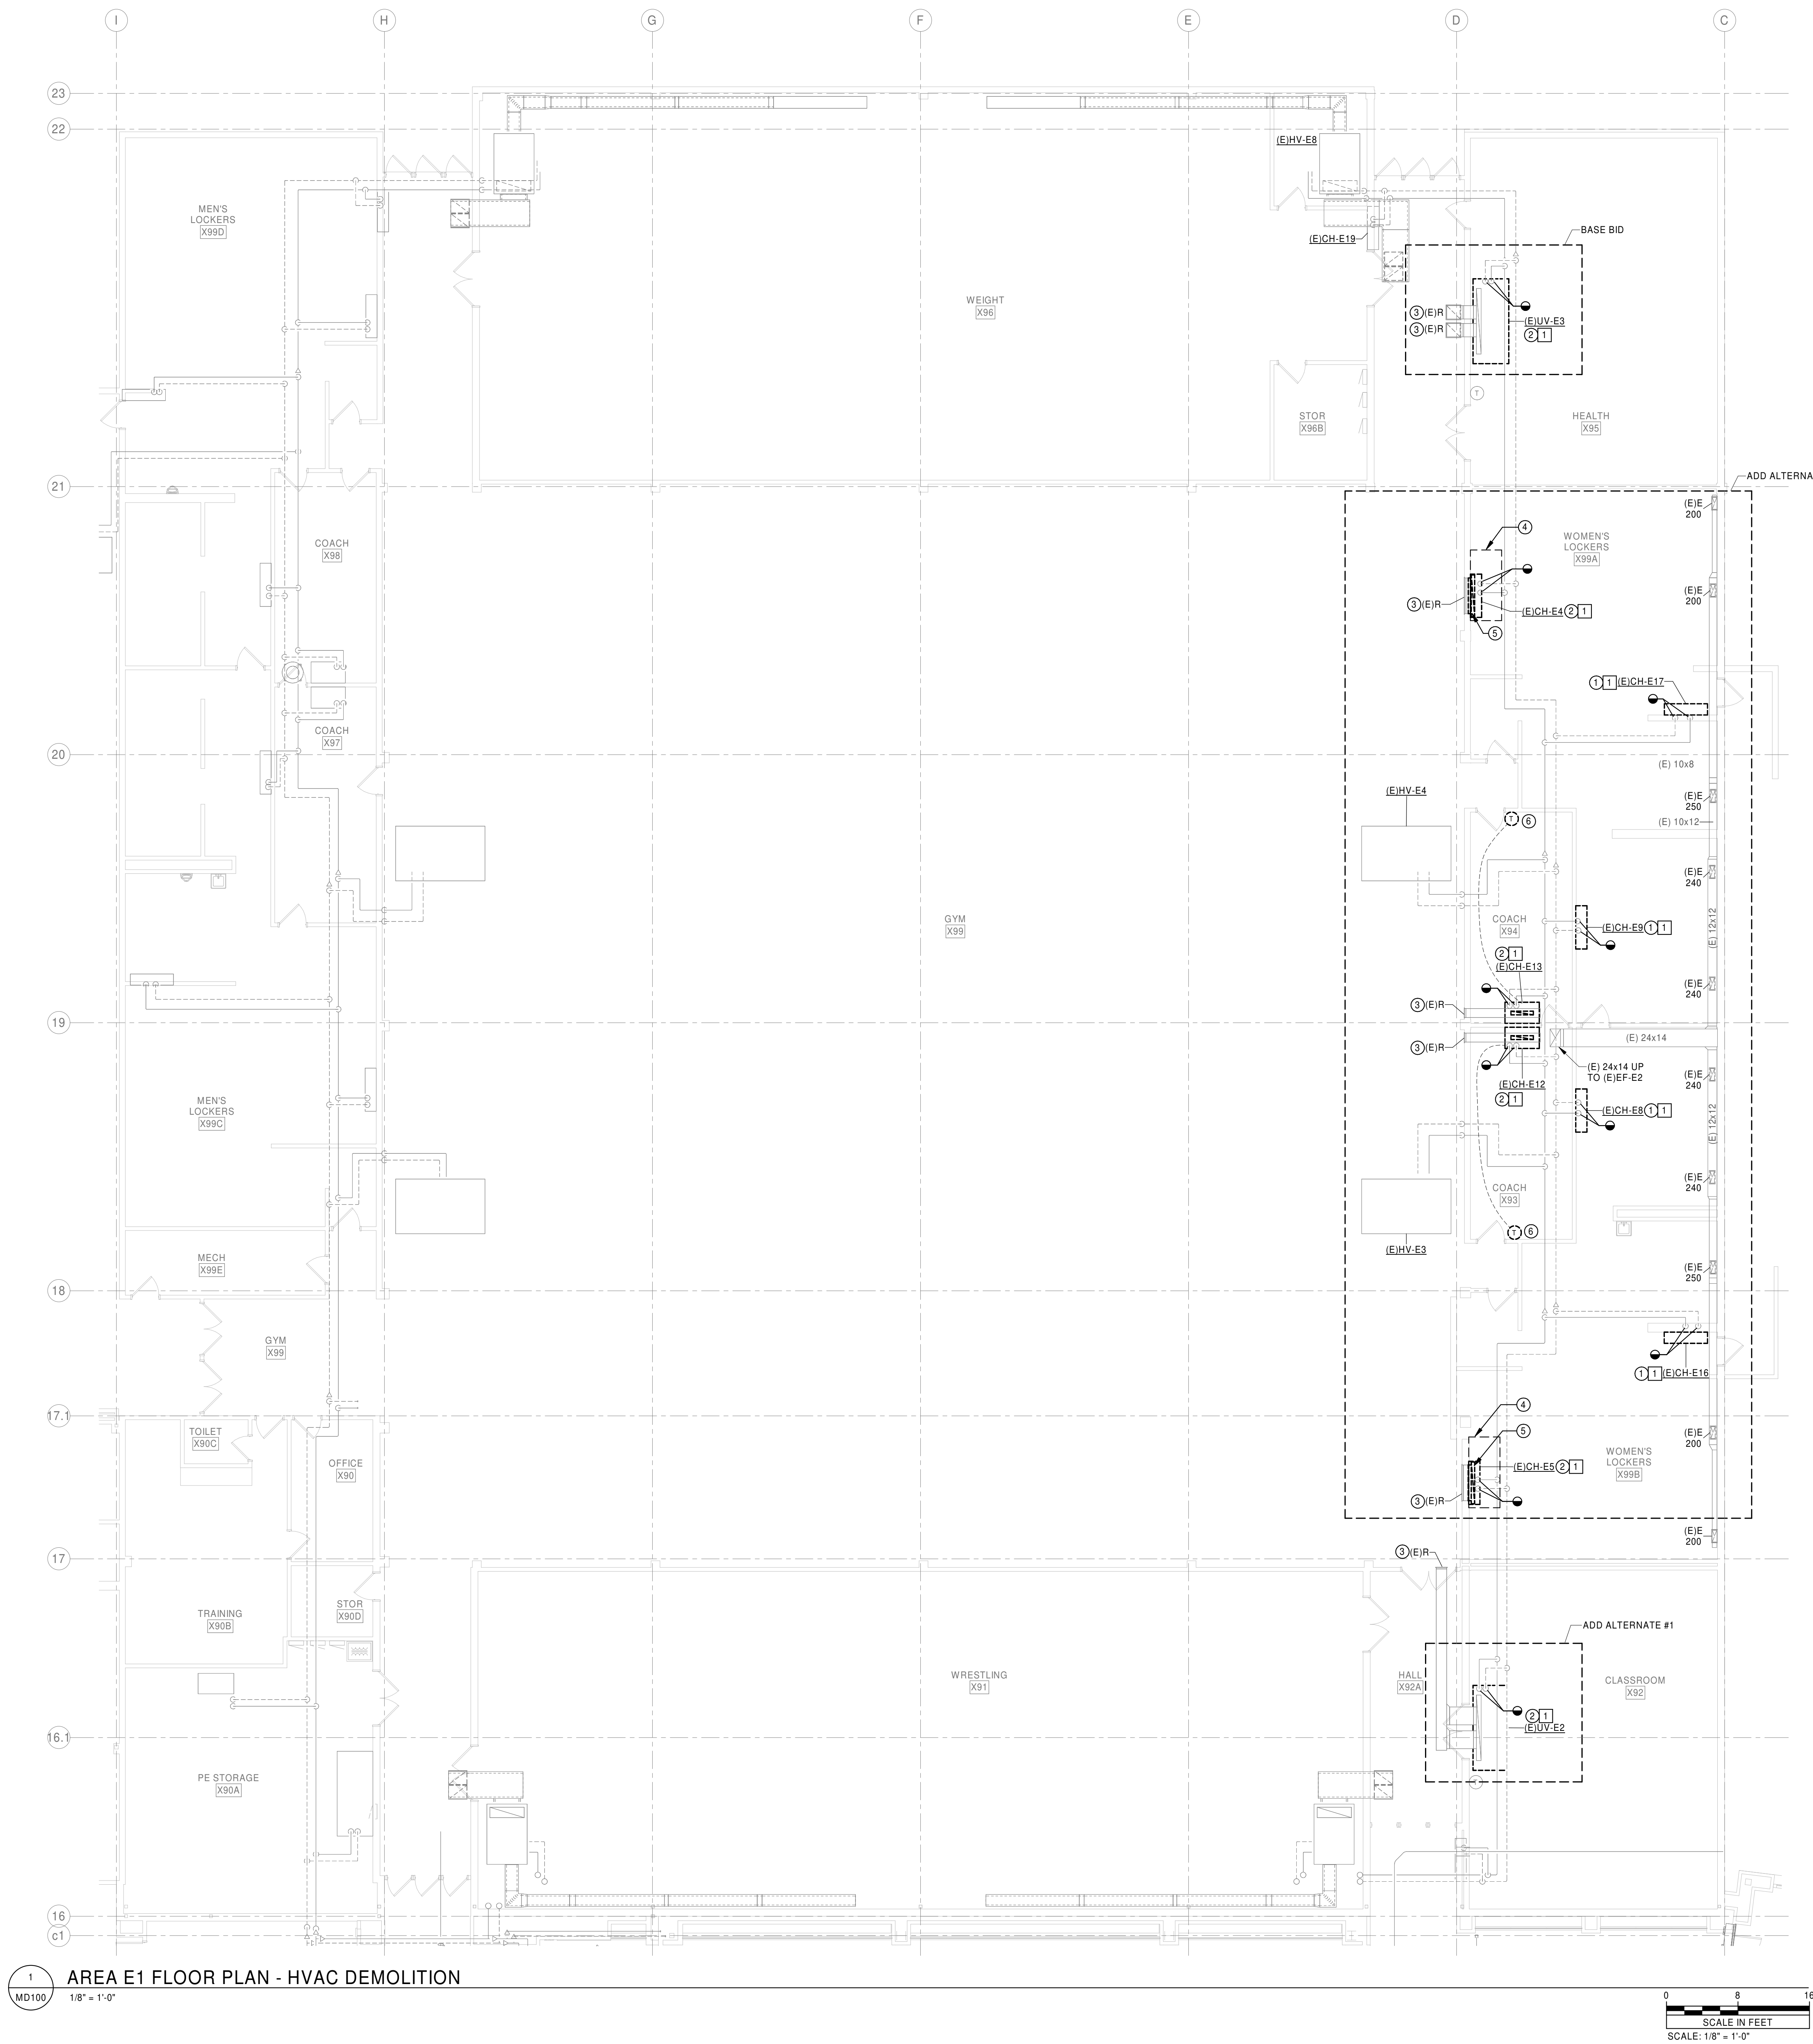 I
H
G
F
E
D
C
23
22
(E)HV-E8
MEN'S
LOCKERS
X99D
BASE BID
(E)CH-E19
WEIGHT
X96
3 (E)R
3 (E)R
(E)UV-E3
2 1
T
STOR
X96B
HEALTH
X95
ADD ALTERNA
21
(E)E
200
4
COACH
X98
WOMEN'S
LOCKERS
X99A
(E)E
200
3 (E)R
(E)CH-E4 2 1
5
1 1 (E)CH-E17
COACH
X97
20
(E) 10x8
(E)HV-E4
(E)E
250
T 6
(E) 10x12
(E)E
240
GYM
X99
COACH
X94
(E)CH-E9 1 1
(E) 12x12
2 1
(E)CH-E13
(E)E
240
3 (E)R
19
3 (E)R
(E) 24x14
(E) 24x14 UP
TO (E)EF-E2
(E)E
240
(E)CH-E12
2 1
MEN'S
LOCKERS
X99C
(E)CH-E8 1 1
(E) 12x12
(E)E
240
COACH
X93
T 6
(E)HV-E3
MECH
X99E
(E)E
250
18
GYM
X99
1 1 (E)CH-E16
4
17.1
TOILET
X90C
5
(E)E
200
OFFICE
X90
WOMEN'S
LOCKERS
X99B
(E)CH-E5 2 1
3 (E)R
(E)E
200
3 (E)R
17
STOR
X90D
TRAINING
X90B
ADD ALTERNATE #1
WRESTLING
X91
HALL
X92A
CLASSROOM
X92
2 1
(E)UV-E2
16.1
PE STORAGE
X90A
16
c1
1
MD100
AREA E1 FLOOR PLAN - HVAC DEMOLITION
1/8" = 1'-0"
0 8 16
SCALE IN FEET
SCALE: 1/8" = 1'-0"